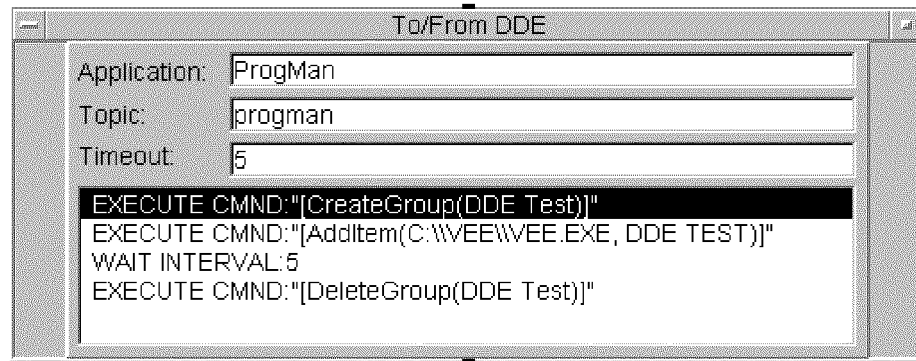 To/From DDE
Application: ProgMan
Topic: progman
Timeout: 5
EXECUTE CMND:"[CreateGroup(DDE Test)]"
EXECUTE CMND:"[AddItem(C:\\VEE\\VEE.EXE, DDE TEST)]"
WAIT INTERVAL:5
EXECUTE CMND:"[DeleteGroup(DDE Test)]"